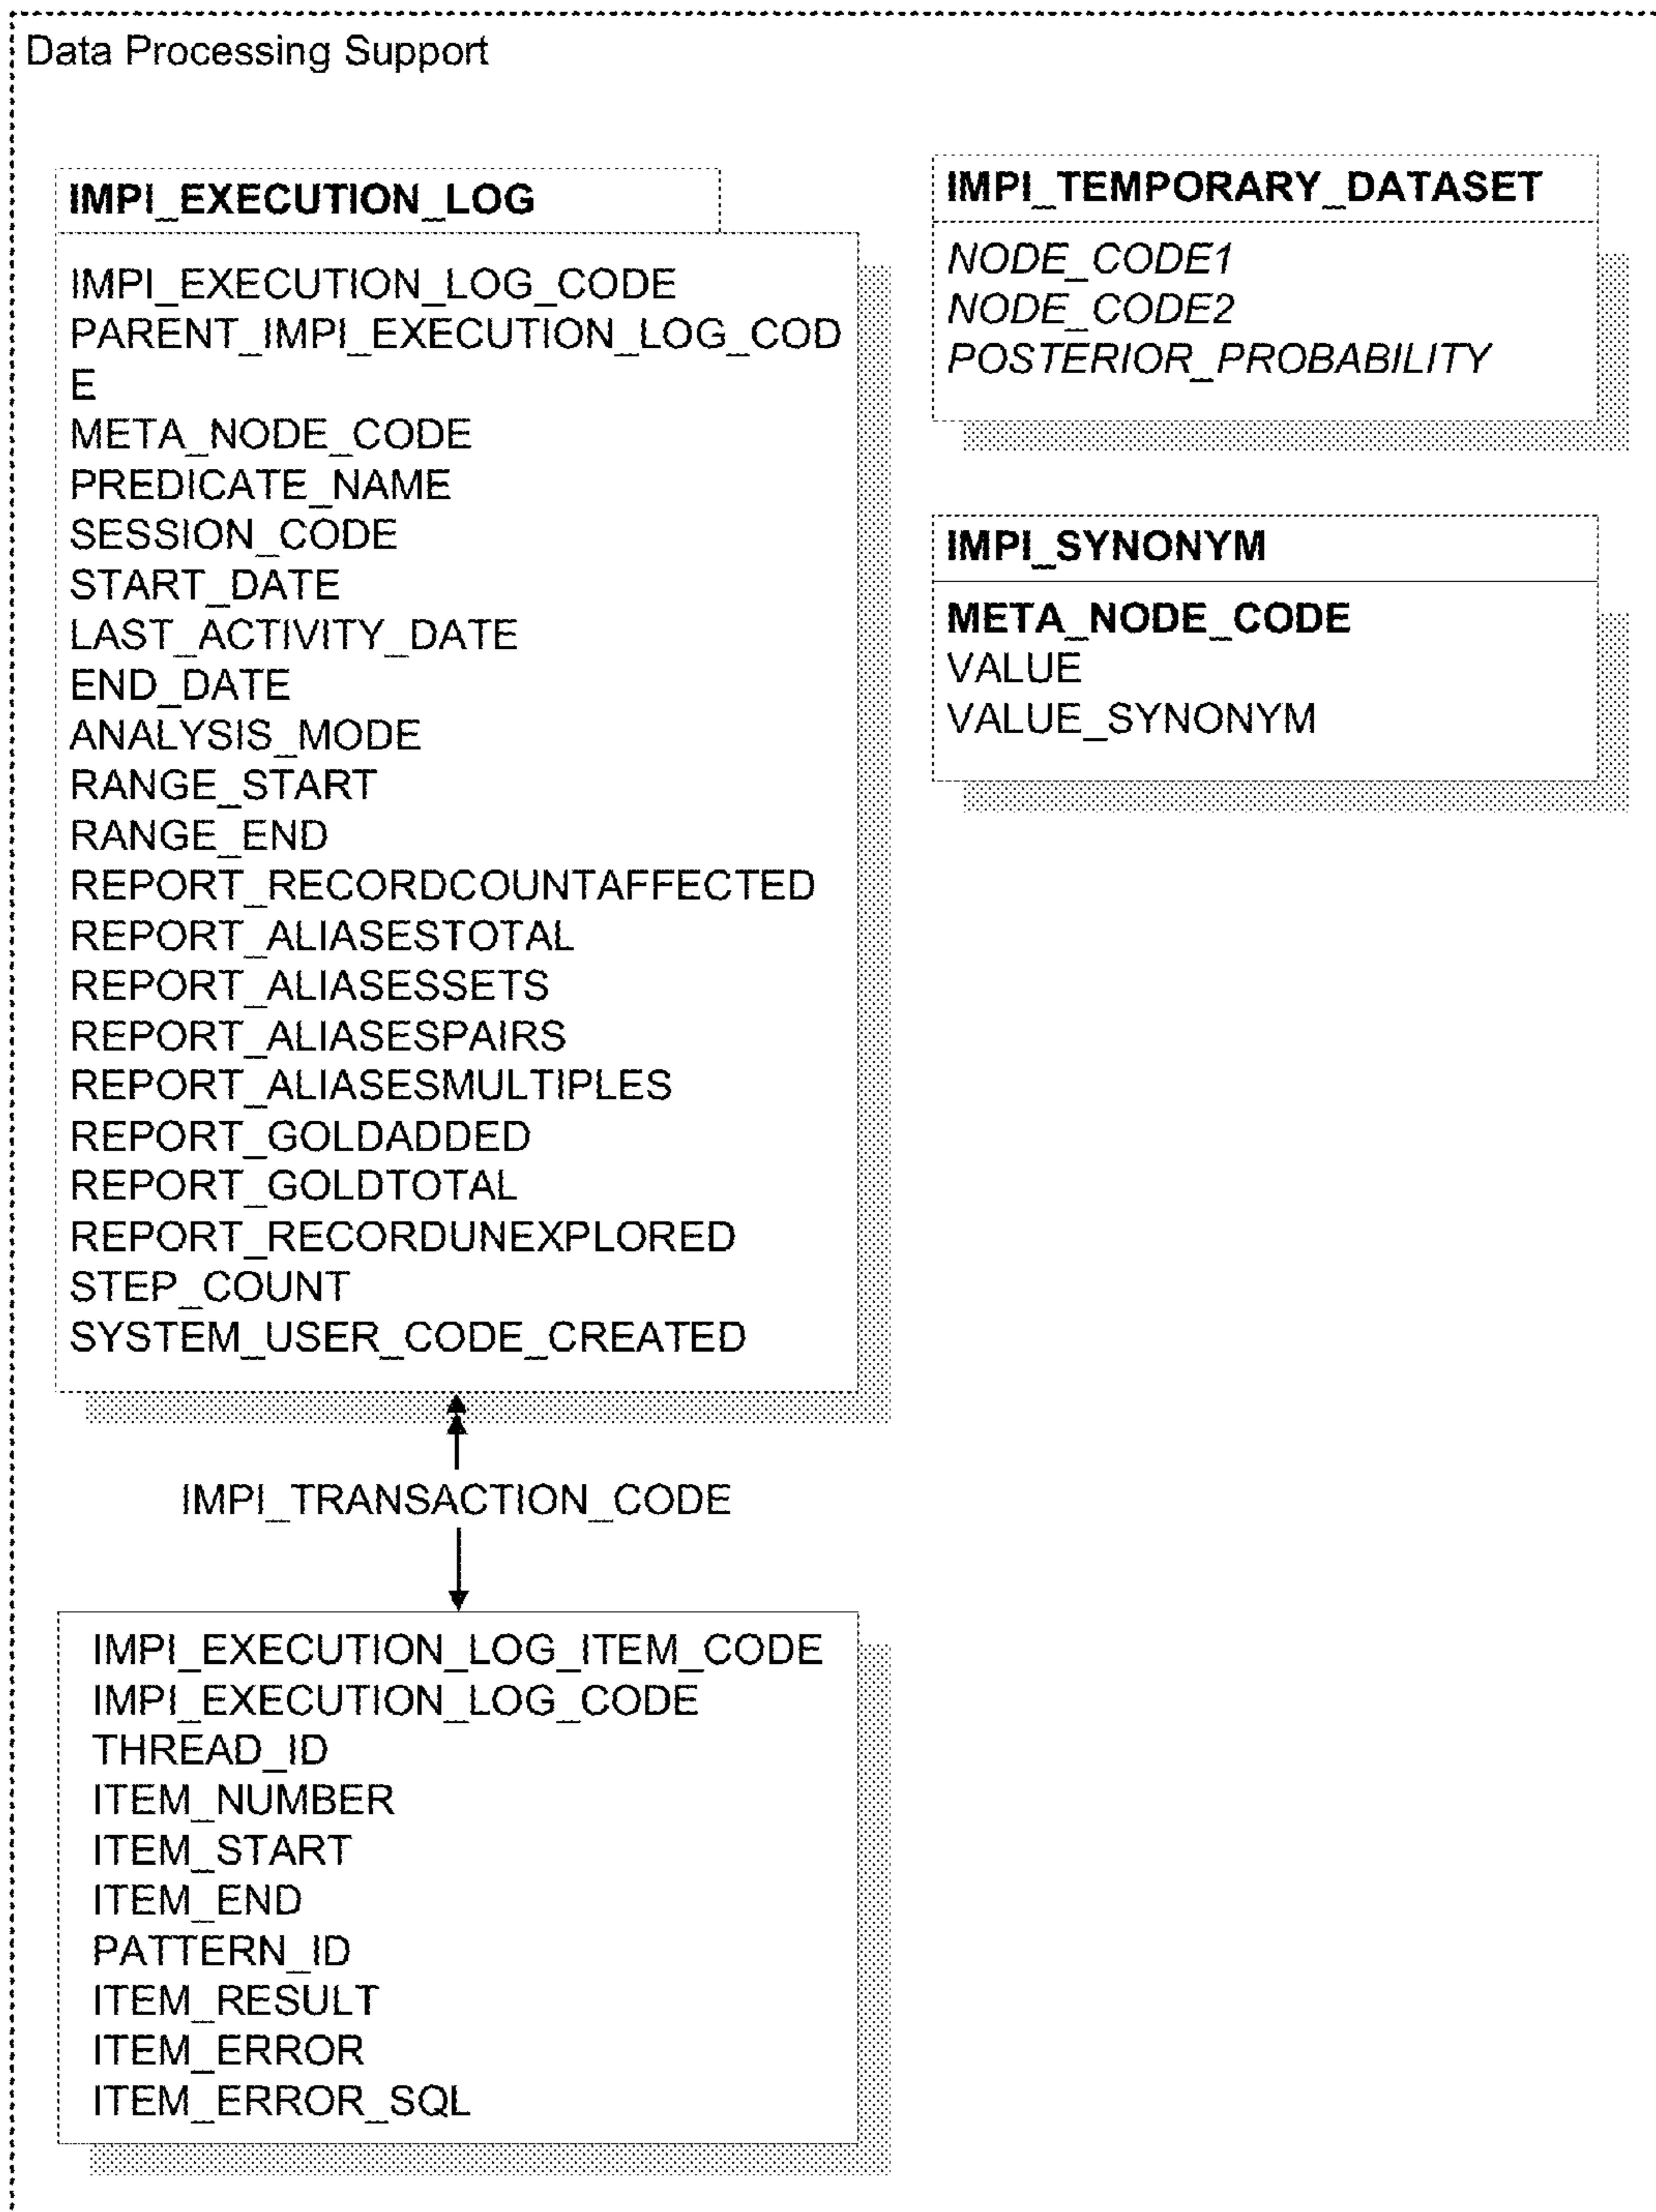 Data Processing Support
IMPI_EXECUTION_LOG
IMPI_EXECUTION_LOG_CODE
PARENT_IMPI_EXECUTION_LOG_COD
E
META_NODE_CODE
PREDICATE_NAME
SESSION_CODE
START_DATE
LAST_ACTIVITY_DATE
END_DATE
ANALYSIS_MODE
RANGE_START
RANGE_END
REPORT_RECORDCOUNTAFFECTED
REPORT_ALIASESTOTAL
REPORT_ALIASESSETS
REPORT_ALIASESPAIRS
REPORT_ALIASESMULTIPLES
REPORT_GOLDADDED
REPORT_GOLDTOTAL
REPORT_RECORDUNEXPLORED
STEP_COUNT
SYSTEM_USER_CODE_CREATED
IMPI_TRANSACTION_CODE
IMPI_EXECUTION_LOG_ITEM_CODE
IMPI_EXECUTION_LOG_CODE
THREAD_ID
ITEM_NUMBER
ITEM_START
ITEM_END
PATTERN_ID
ITEM_RESULT
ITEM_ERROR
ITEM_ERROR_SQL
IMPI_TEMPORARY_DATASET
NODE_CODE1
NODE_CODE2
POSTERIOR_PROBABILITY
IMPI_SYNONYM
META_NODE_CODE
VALUE
VALUE_SYNONYM